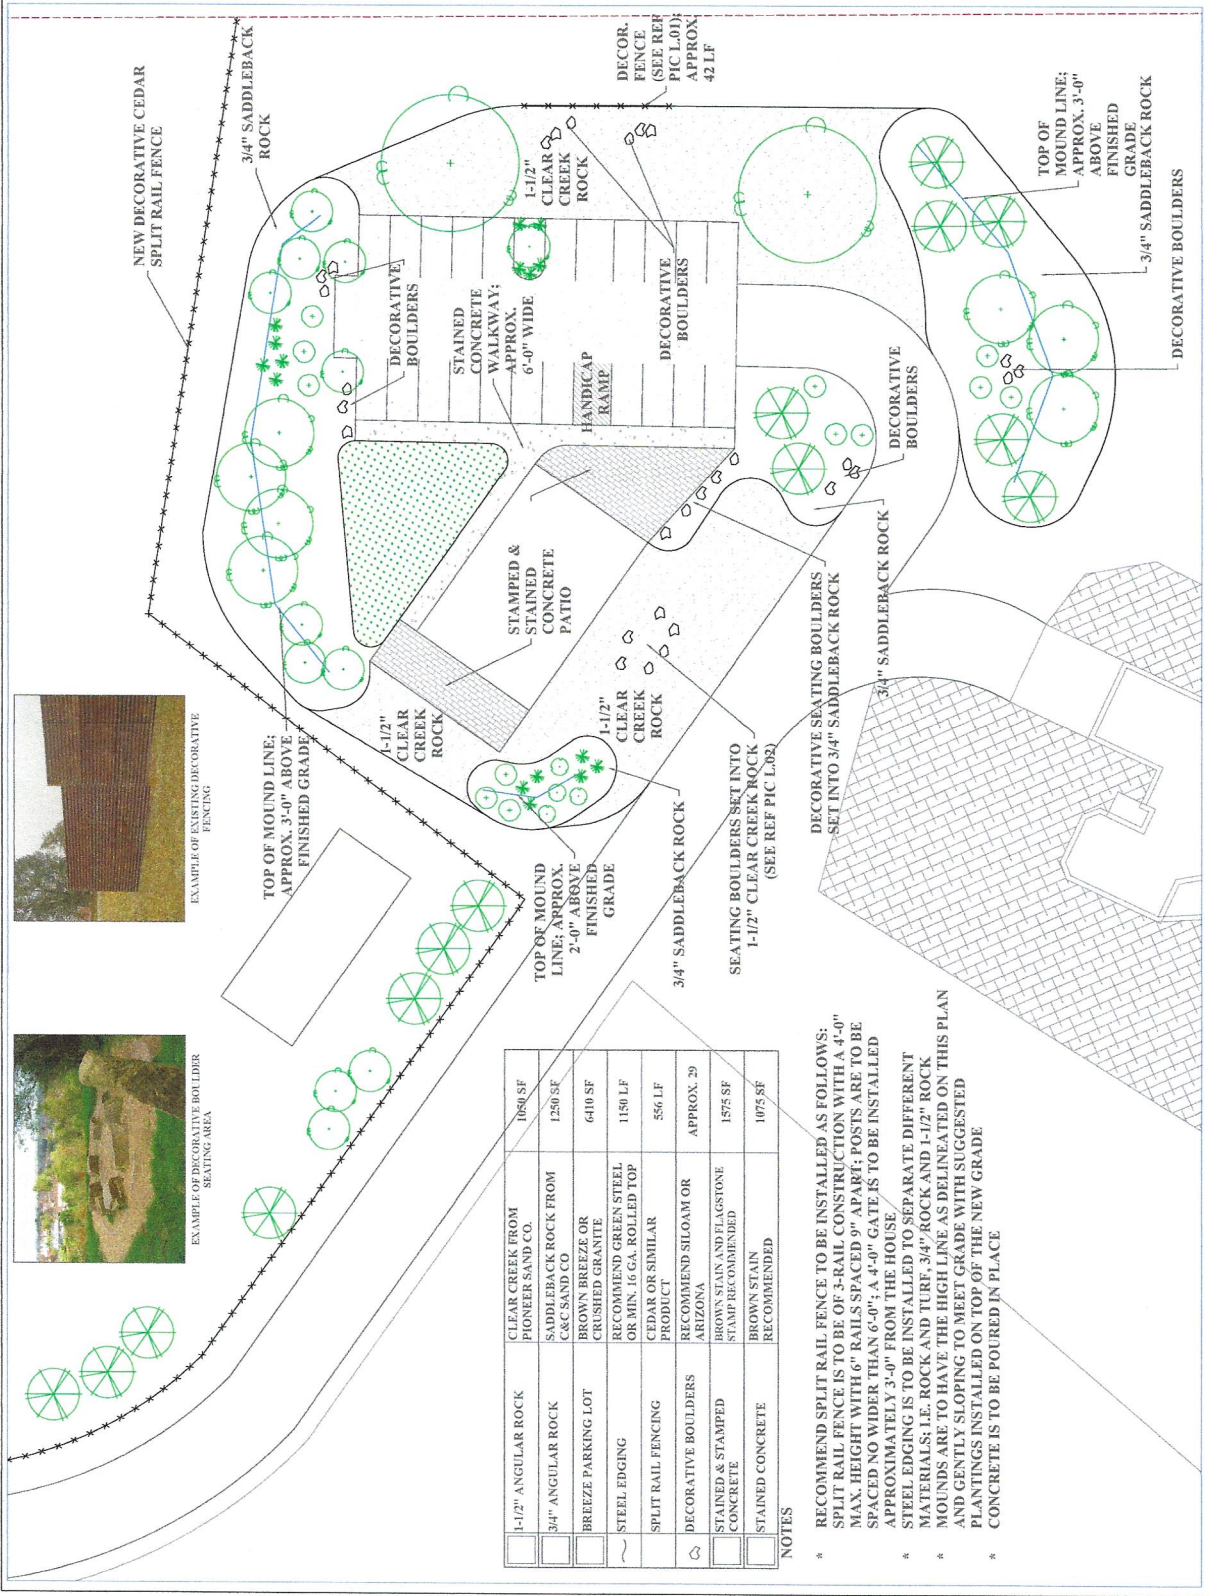 NEW DECORATIVE CEDAR
SPLIT RAIL FENCE
3/4" SADDLEBACK
ROCK
DECOR.
FENCE
(SEE REF
PIC L.01);
APPROX.
42 LF
1-1/2"
CLEAR
CREEK
ROCK
TOP OF
MOUND LINE;
APPROX. 3'-0"
ABOVE
FINISHED
GRADE
3/4" SADDLEBACK ROCK
DECORATIVE BOULDERS
DECORATIVE
BOULDERS
STAINED
CONCRETE
WALKWAY;
APPROX.
6'-0" WIDE
HANDICAP
RAMP
DECORATIVE
BOULDERS
DECORATIVE
BOULDERS
STAMPED &
STAINED
CONCRETE
PATIO
3/4" SADDLEBACK ROCK
DECORATIVE SEATING BOULDERS
SET INTO 3/4" SADDLEBACK ROCK
EXAMPLE OF EXISTING DECORATIVE
FENCING
TOP OF MOUND LINE;
APPROX. 3'-0" ABOVE
FINISHED GRADE
1-1/2"
CLEAR
CREEK
ROCK
1-1/2"
CLEAR
CREEK
ROCK
TOP OF MOUND
LINE; APPROX.
2'-0" ABOVE
FINISHED
GRADE
3/4" SADDLEBACK ROCK
SEATING BOULDERS SET INTO
1-1/2" CLEAR CREEK ROCK
(SEE REF PIC L.02)
EXAMPLE OF DECORATIVE BOULDER
SEATING AREA
1-1/2" ANGULAR ROCK CLEAR CREEK FROM PIONEER SAND CO. 1050 SF
3/4" ANGULAR ROCK SADDLEBACK ROCK FROM C&C SAND CO 1250 SF
BREEZE PARKING LOT BROWN BREEZE OR CRUSHED GRANITE 6410 SF
STEEL EDGING RECOMMEND GREEN STEEL OR MIN. 16 GA. ROLLED TOP 1150 LF
SPLIT RAIL FENCING CEDAR OR SIMILAR PRODUCT 556 LF
DECORATIVE BOULDERS RECOMMEND SILOAM OR ARIZONA APPROX. 29
STAINED & STAMPED CONCRETE BROWN STAIN AND FLAGSTONE STAMP RECOMMENDED 1575 SF
STAINED CONCRETE BROWN STAIN RECOMMENDED 1075 SF
NOTES
* RECOMMEND SPLIT RAIL FENCE TO BE INSTALLED AS FOLLOWS:
SPLIT RAIL FENCE IS TO BE OF 3-RAIL CONSTRUCTION WITH A 4'-0"
MAX. HEIGHT WITH 6" RAILS SPACED 9" APART; POSTS ARE TO BE
SPACED NO WIDER THAN 6'-0"; A 4'-0" GATE IS TO BE INSTALLED
APPROXIMATELY 3'-0" FROM THE HOUSE
* STEEL EDGING IS TO BE INSTALLED TO SEPARATE DIFFERENT
MATERIALS; I.E. ROCK AND TURF, 3/4" ROCK AND 1-1/2" ROCK
* MOUNDS ARE TO HAVE THE HIGH LINE AS DELINEATED ON THIS PLAN
AND GENTLY SLOPING TO MEET GRADE WITH SUGGESTED
PLANTINGS INSTALLED ON TOP OF THE NEW GRADE
* CONCRETE IS TO BE POURED IN PLACE